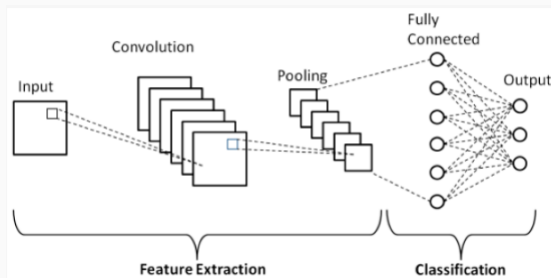 Input
Convolution
Pooling
Fully
Connected
Output
Feature Extraction
Classification